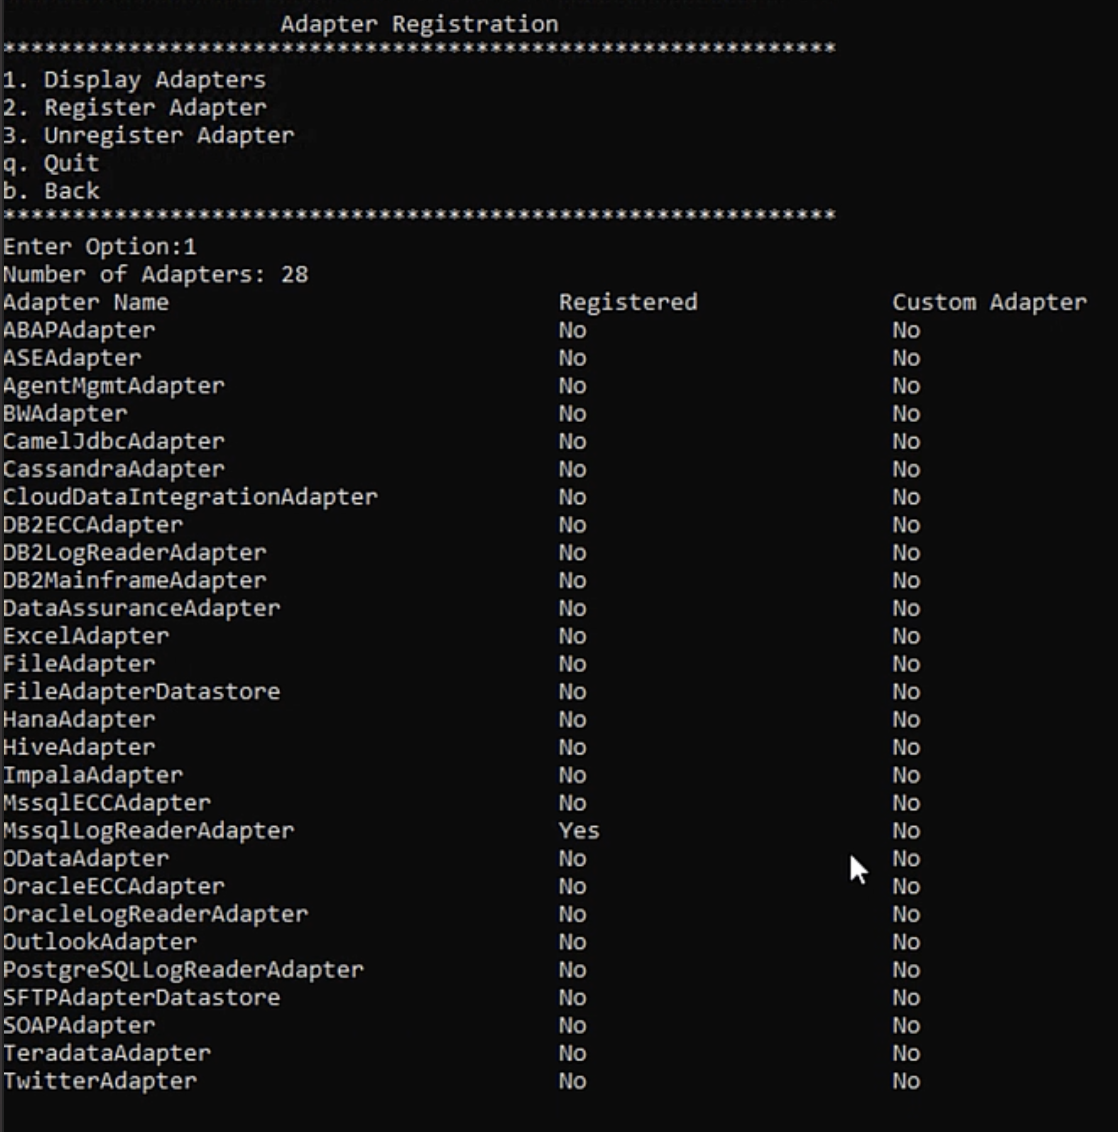 Adapter Registration
************************************************************
1. Display Adapters
2. Register Adapter
3. Unregister Adapter
q. Quit
b. Back
************************************************************
Enter Option:1
Number of Adapters: 28
Adapter Name Registered Custom Adapter
ABAPAdapter No No
ASEAdapter No No
AgentMgmtAdapter No No
BWAdapter No No
CamelJdbcAdapter No No
CassandraAdapter No No
CloudDataIntegrationAdapter No No
DB2ECCAdapter No No
DB2LogReaderAdapter No No
DB2MainframeAdapter No No
DataAssuranceAdapter No No
ExcelAdapter No No
FileAdapter No No
FileAdapterDatastore No No
HanaAdapter No No
HiveAdapter No No
ImpalaAdapter No No
MssqlECCAdapter No No
MssqlLogReaderAdapter Yes No
ODataAdapter No No
OracleECCAdapter No No
OracleLogReaderAdapter No No
OutlookAdapter No No
PostgreSQLLogReaderAdapter No No
SFTPAdapterDatastore No No
SOAPAdapter No No
TeradataAdapter No No
TwitterAdapter No No